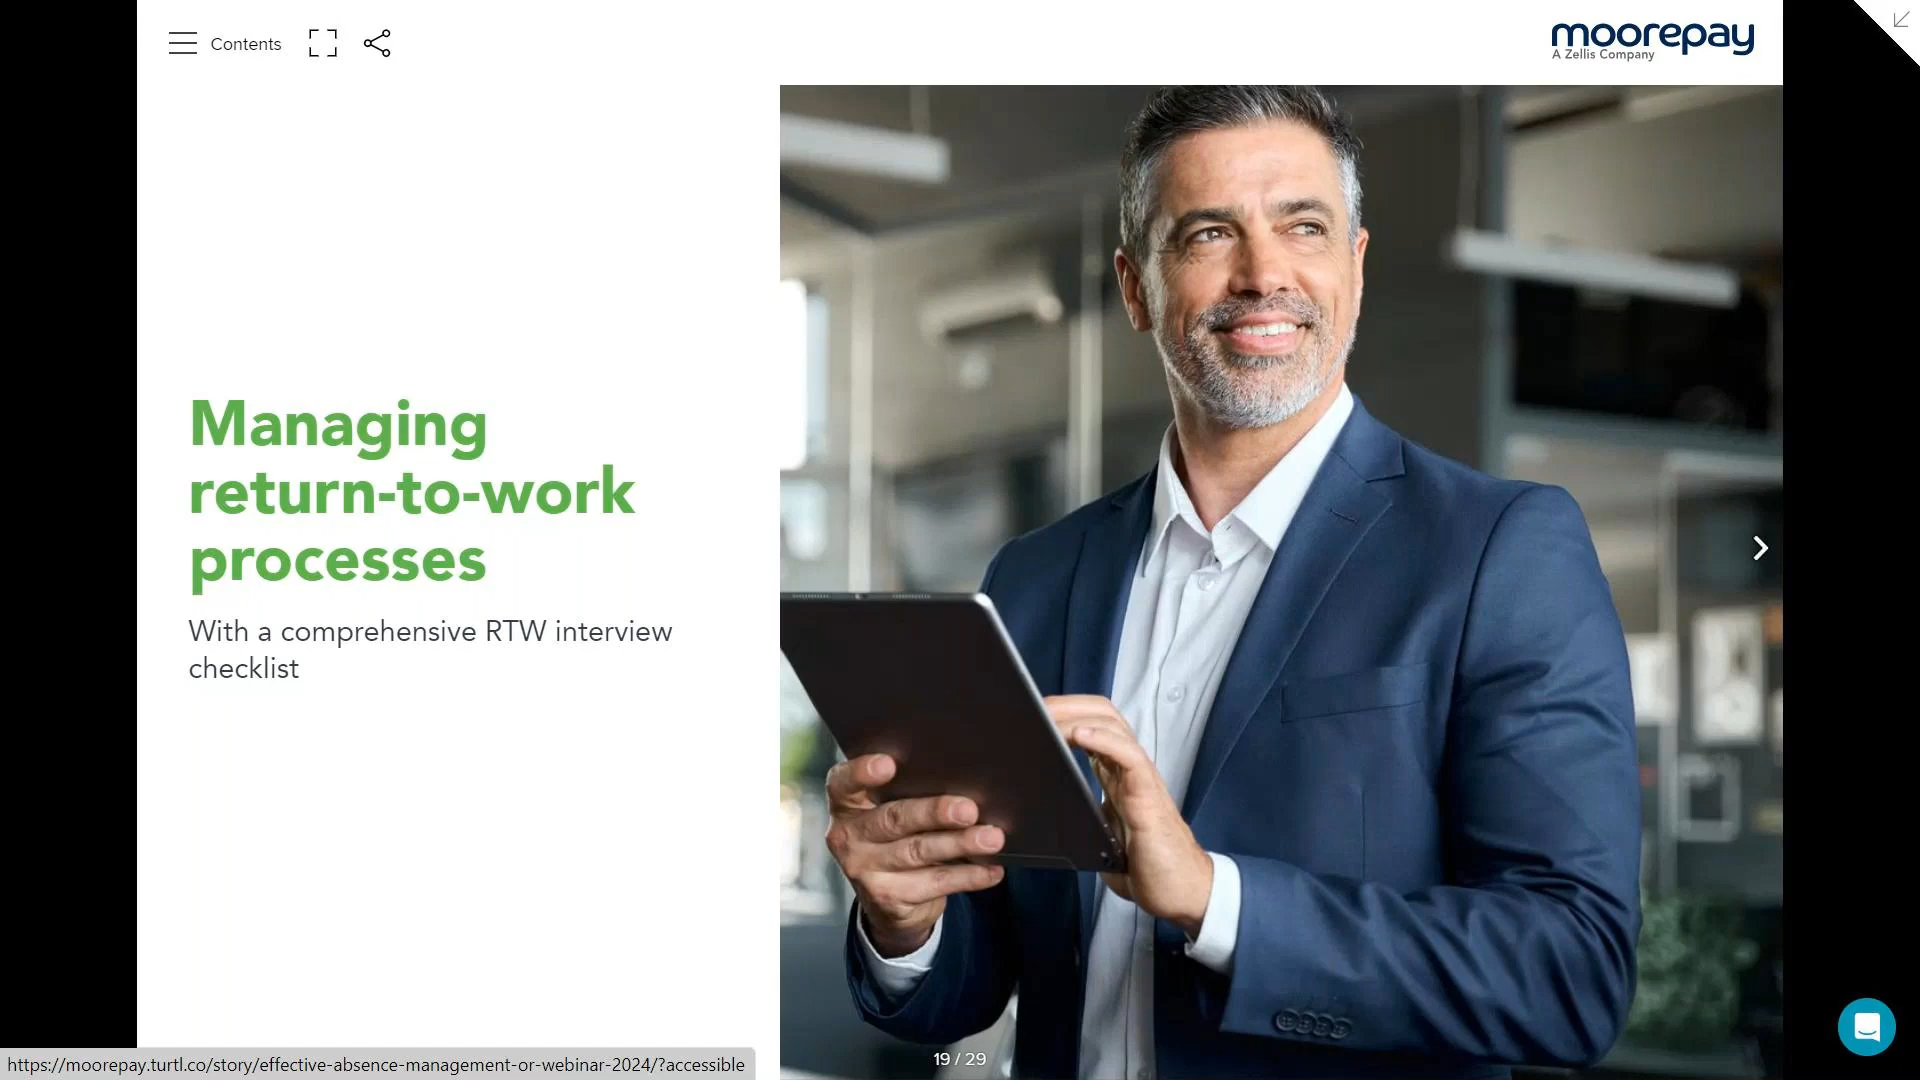 Contents
moorepay
A Zellis Company
Managing
return-to-work
processes
With a comprehensive RTW interview
checklist
19 / 29
https://moorepay.turtl.co/story/effective-absence-management-or-webinar-2024/?accessible